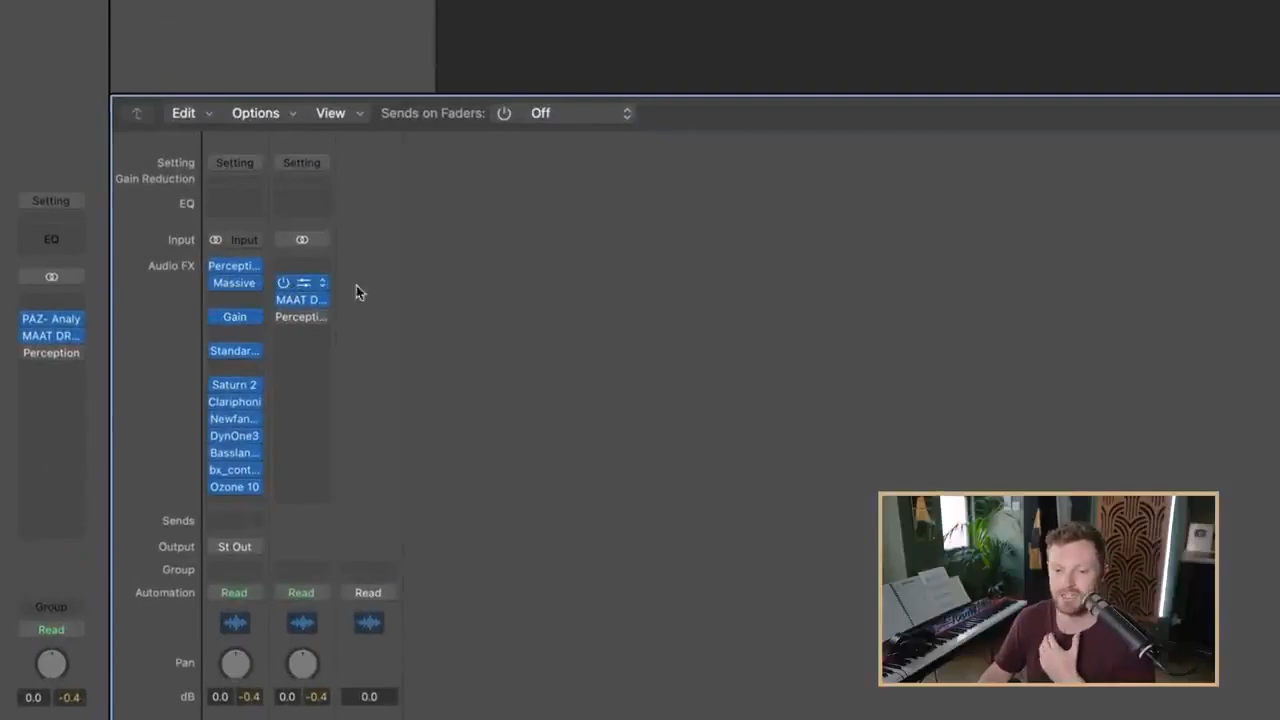 Edit Options View Sends on Faders: Off
Setting Setting Setting
Gain Reduction
Setting
EQ
EQ
Input Input
Audio FX Percepti...
Massive
MAAT D...
PAZ- Analy Gain Percepti...
MAAT DR...
Perception Standar...
Saturn 2
Clariphoni
Newfan...
DynOne3
Basslan...
bx_cont...
Ozone 10
Sends
Output St Out
Group
Automation Read Read Read
Group
Read
Pan
0.0 -0.4 dB 0.0 -0.4 0.0 -0.4 0.0